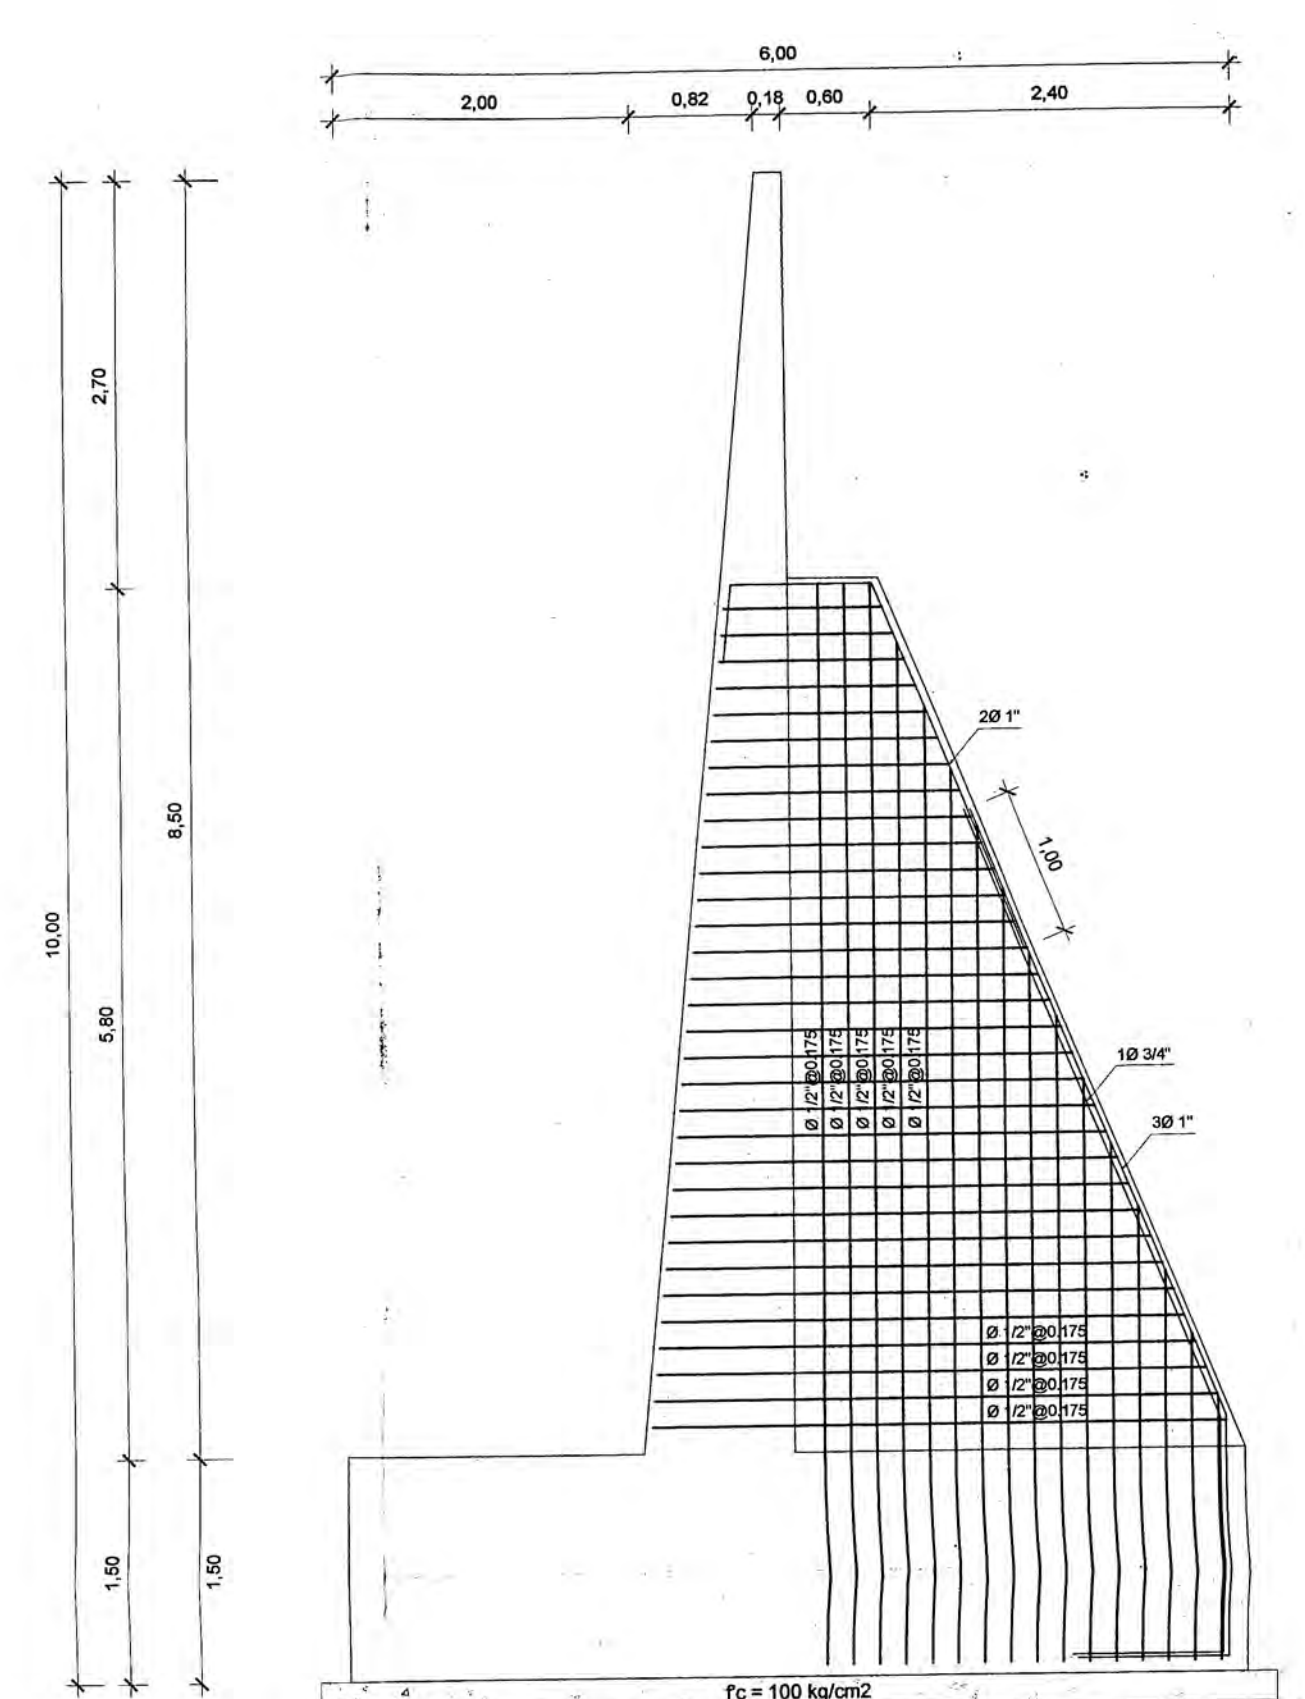 6,00
2,00
0,82
0,18
0,60
2,40
2,70
10,00
5,80
8,50
1,50
1,50
2Ø 1"
1,00
1Ø 3/4"
3Ø 1"
Ø 1/2"@0.175
Ø 1/2"@0.175
Ø 1/2"@0.175
Ø 1/2"@0.175
Ø 1/2"@0.175
Ø 1/2"@0.175
Ø 1/2"@0.175
Ø 1/2"@0.175
Ø 1/2"@0.175
f'c = 100 kg/cm2